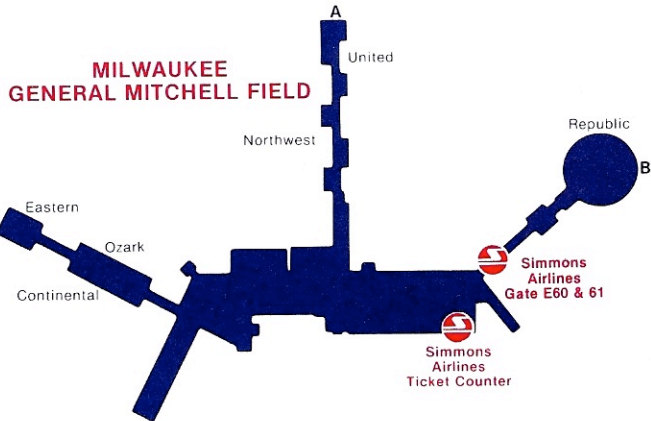 A
United
MILWAUKEE
GENERAL MITCHELL FIELD
Northwest
Republic
B
Eastern
Ozark
Continental
Simmons
Airlines
Gate E60 & 61
Simmons
Airlines
Ticket Counter